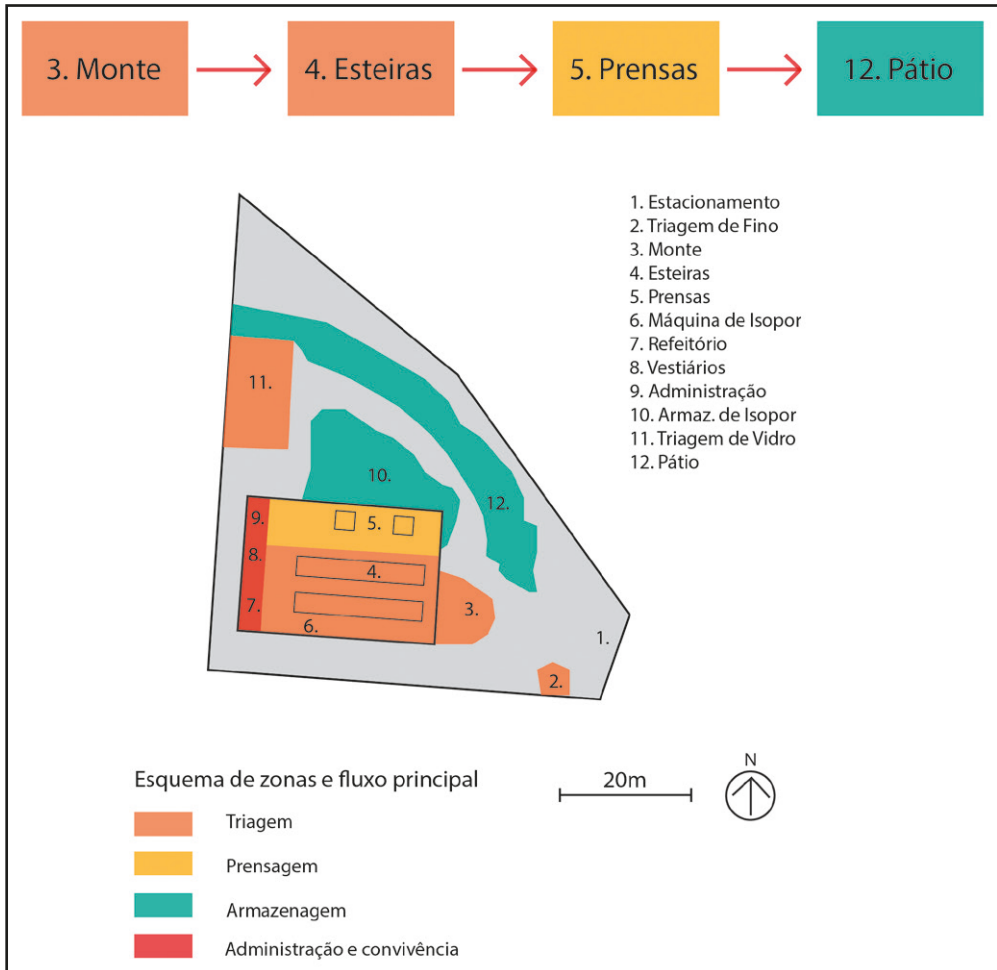 3. Monte
4. Esteiras
5. Prensas
12. Pátio
1. Estacionamento
2. Triagem de Fino
3. Monte
4. Esteiras
5. Prensas
6. Máquina de Isopor
7. Refeitório
8. Vestiários
9. Administração
10. Armaz. de Isopor
11. Triagem de Vidro
12. Pátio
11.
10.
12.
9.
5.
8.
4.
7.
6.
3.
1.
2.
Esquema de zonas e fluxo principal
20m
N
Triagem
Prensagem
Armazenagem
Administração e convivência